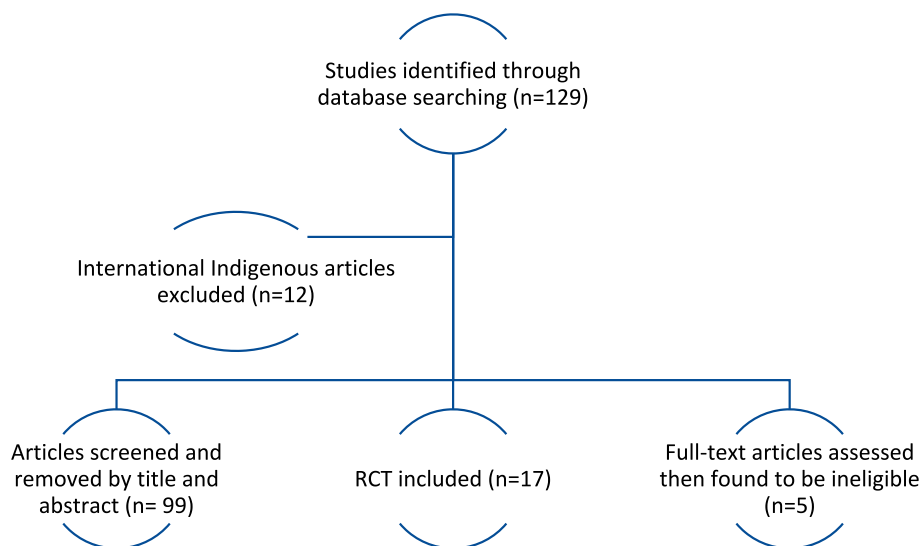 Studies identified through
database searching (n=129)
International Indigenous articles
excluded (n=12)
Articles screened and
removed by title and
abstract (n= 99)
RCT included (n=17)
Full-text articles assessed
then found to be ineligible
(n=5)